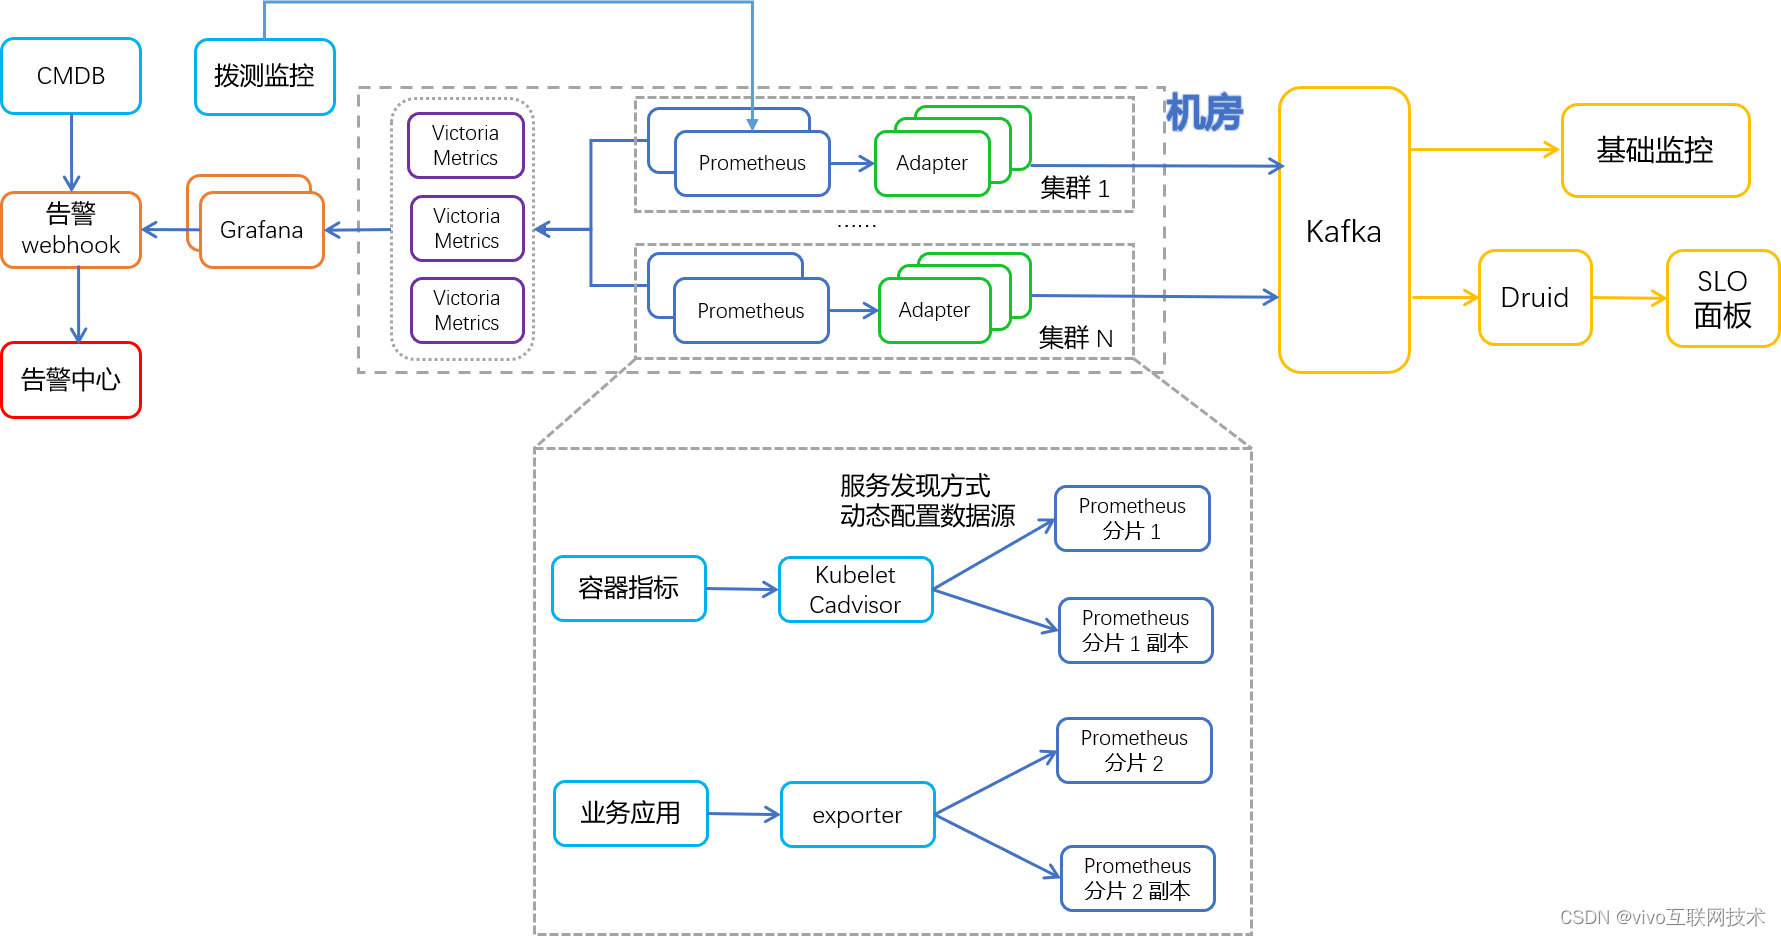 CMDB
拨测监控
告警
webhook
告警中心
Grafana
Victoria
Metrics
Victoria
Metrics
Victoria
Metrics
Prometheus
Adapter
集群 1
……
Prometheus
Adapter
集群 N
机房
Kafka
基础监控
Druid
SLO
面板
服务发现方式
动态配置数据源
容器指标
Kubelet
Cadvisor
Prometheus
分片 1
Prometheus
分片 1 副本
业务应用
exporter
Prometheus
分片 2
Prometheus
分片 2 副本
CSDN @vivo互联网技术